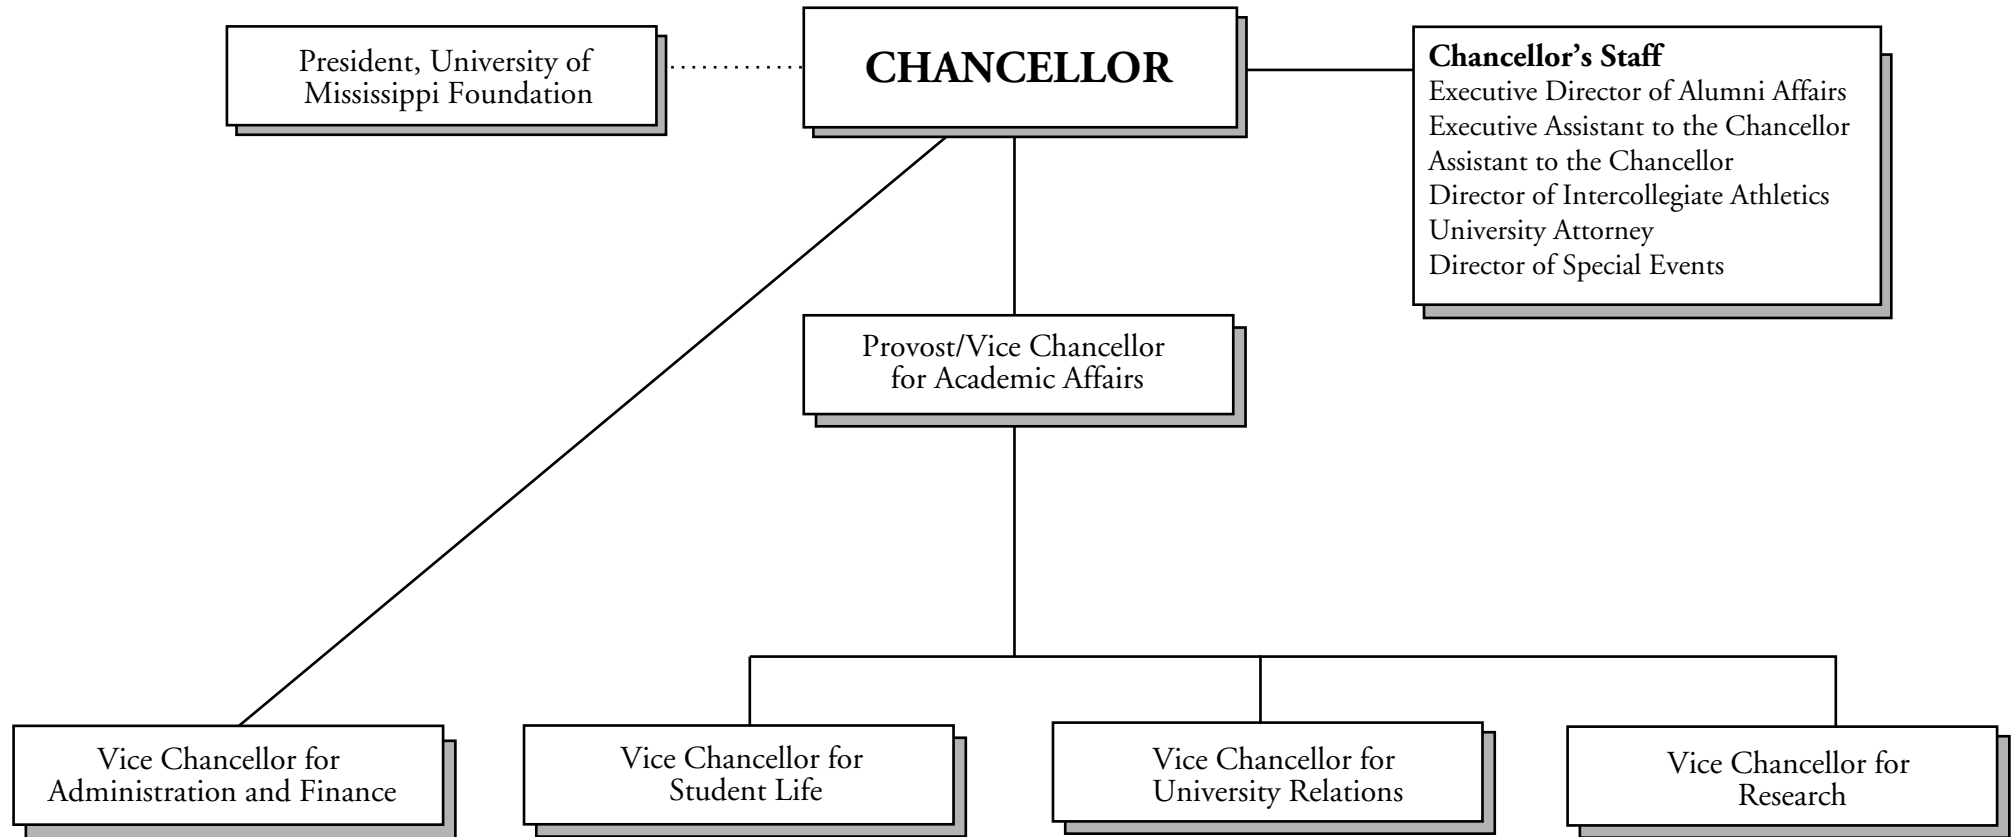 President, University of
Mississippi Foundation
CHANCELLOR
Chancellor’s Staff
Executive Director of Alumni Affairs
Executive Assistant to the Chancellor
Assistant to the Chancellor
Director of Intercollegiate Athletics
University Attorney
Director of Special Events
Provost/Vice Chancellor
for Academic Affairs
Vice Chancellor for
Administration and Finance
Vice Chancellor for
Student Life
Vice Chancellor for
University Relations
Vice Chancellor for
Research